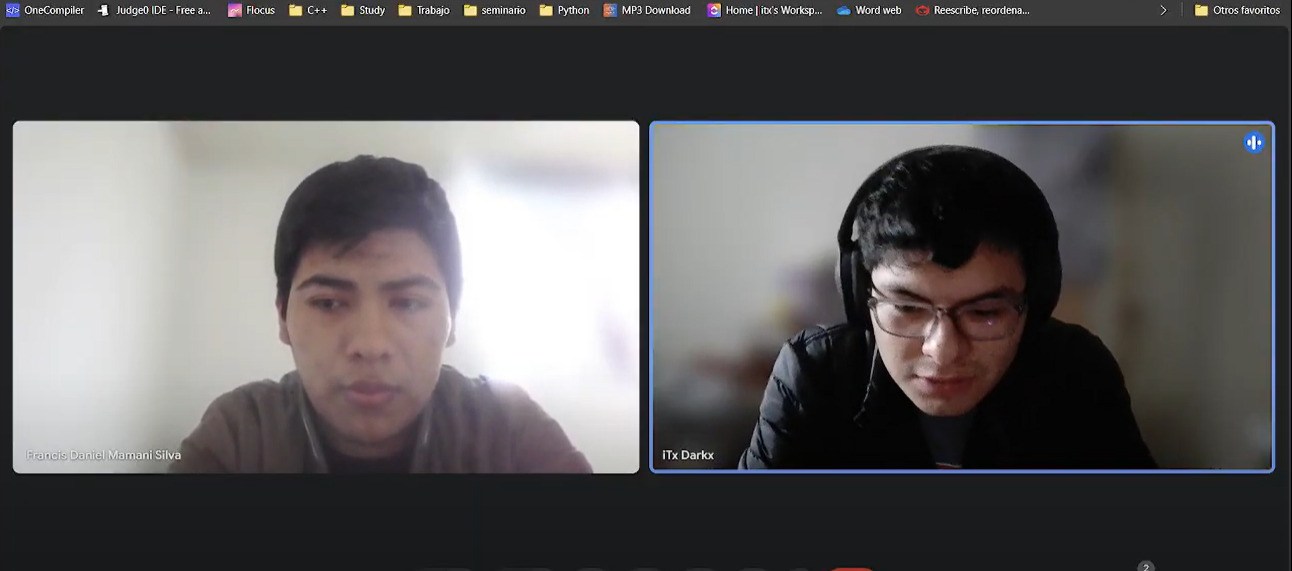 OneCompiler Judge0 IDE - Free a... Flocus C++ Study Trabajo seminario Python MP3 Download Home | itx's Worksp... Word web Reescribe, reordena... Otros favoritos
Francis Daniel Mamani Silva
iTx Darkx
2